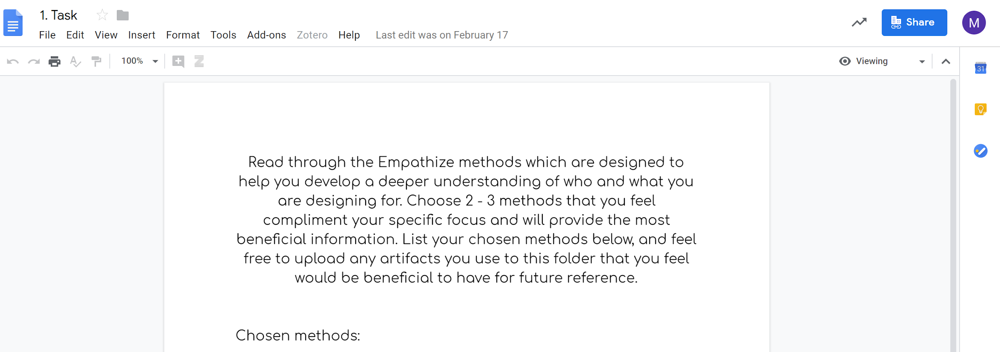 1. Task
File Edit View Insert Format Tools Add-ons Zotero Help Last edit was on February 17
Share
M
100%
Z
Viewing
31
Read through the Empathize methods which are designed to
help you develop a deeper understanding of who and what you
are designing for. Choose 2 - 3 methods that you feel
compliment your specific focus and will provide the most
beneficial information. List your chosen methods below, and feel
free to upload any artifacts you use to this folder that you feel
would be beneficial to have for future reference.
Chosen methods: